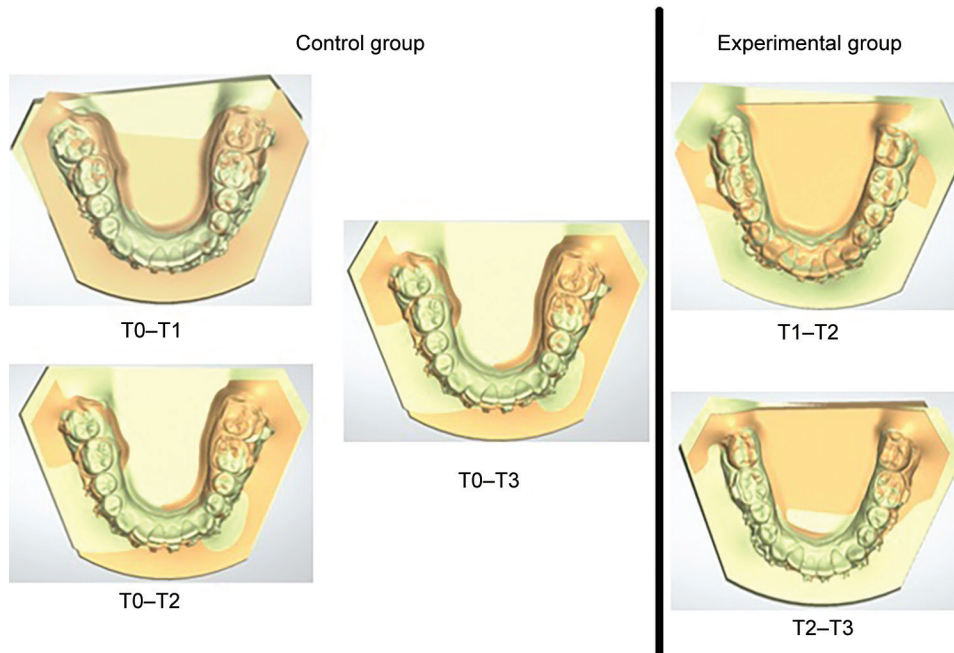 Control group
Experimental group
T0–T1
T0–T2
T0–T3
T1–T2
T2–T3